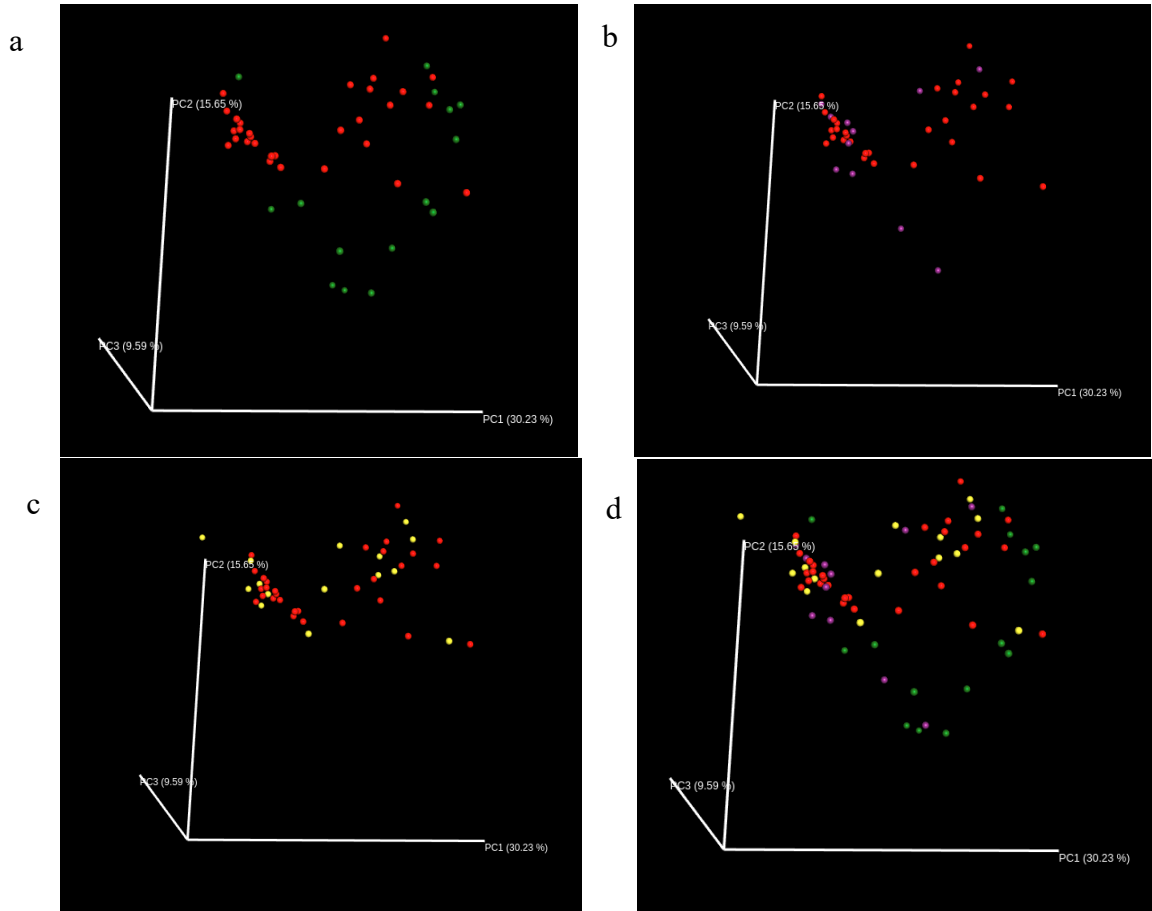 a
PC2 (15.65 %)
PC3 (9.59 %)
PC1 (30.23 %)
b
PC2 (15.65 %)
PC3 (9.59 %)
PC1 (30.23 %)
c
PC2 (15.65 %)
PC3 (9.59 %)
PC1 (30.23 %)
d
PC2 (15.65 %)
PC3 (9.59 %)
PC1 (30.23 %)